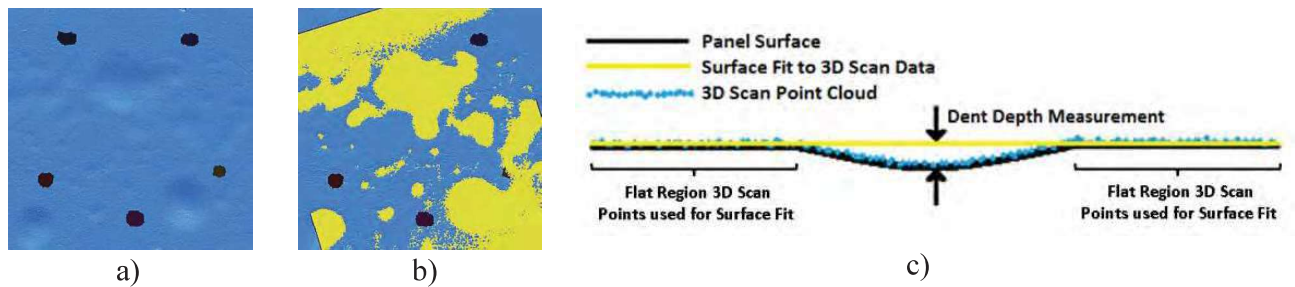 Panel Surface
Surface Fit to 3D Scan Data
3D Scan Point Cloud
Dent Depth Measurement
Flat Region 3D Scan
Points used for Surface Fit
Flat Region 3D Scan
Points used for Surface Fit
a)
b)
c)